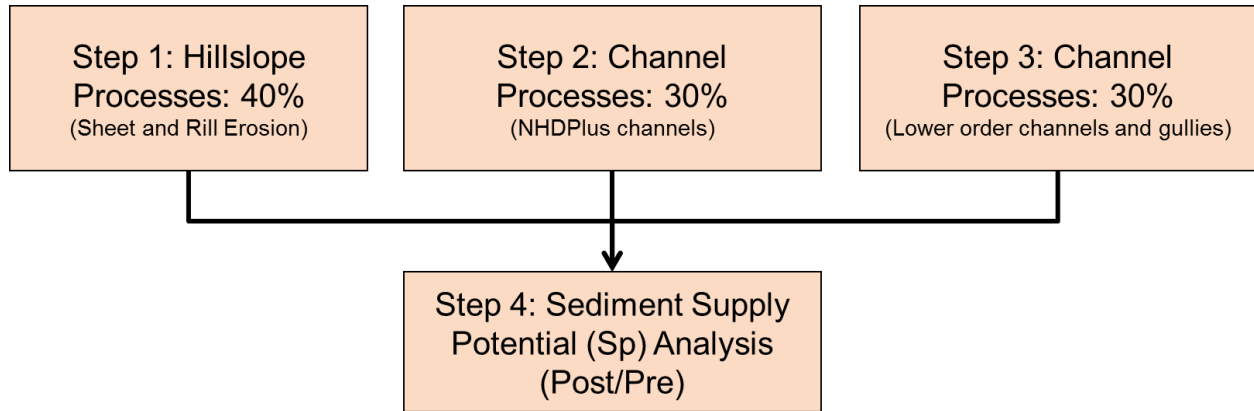 Step 1: Hillslope
Processes: 40%
(Sheet and Rill Erosion)
Step 2: Channel
Processes: 30%
(NHDPlus channels)
Step 3: Channel
Processes: 30%
(Lower order channels and gullies)
Step 4: Sediment Supply
Potential (Sp) Analysis
(Post/Pre)